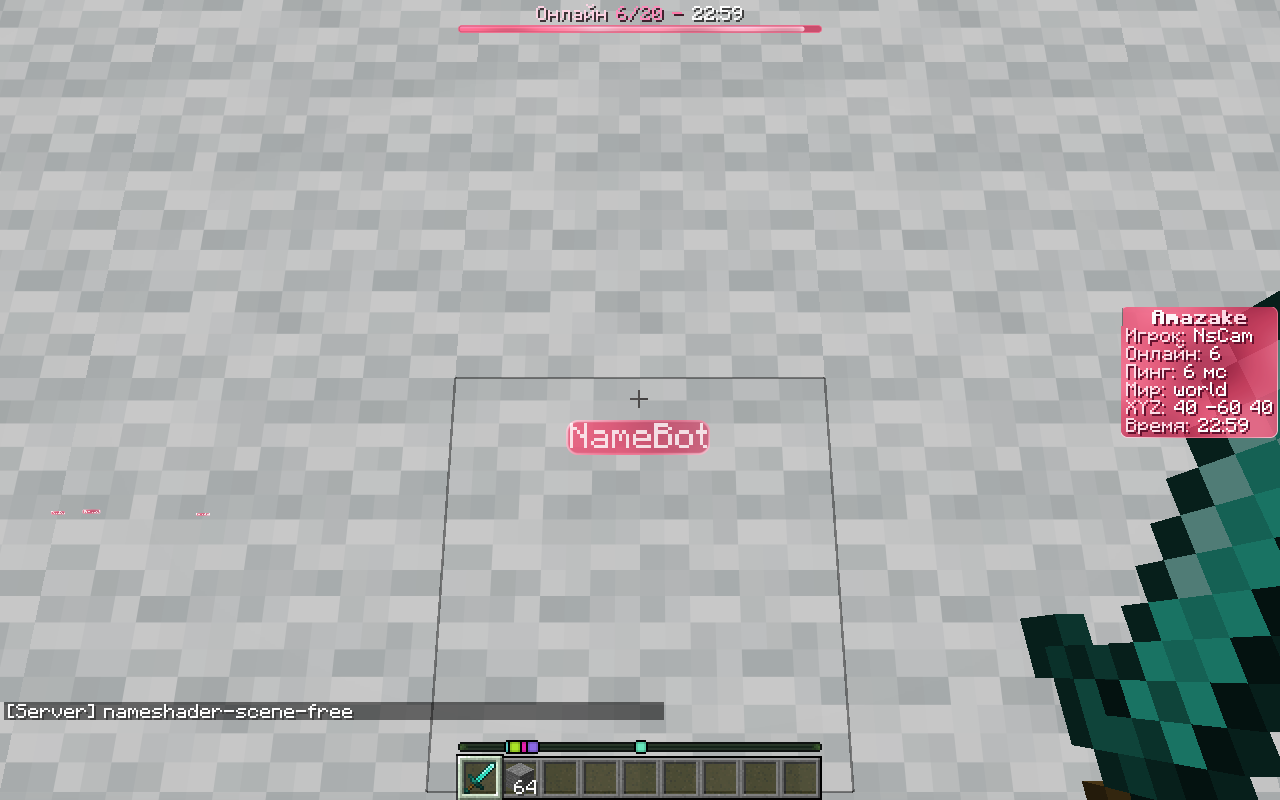 Онлайн 6/20 - 22:59
Amazake
Игрок: NsCam
Онлайн: 6
Пинг: 6 мс
Мир: world
XYZ: 40 -60 40
Время: 22:59
NameBot
[Server] nameshader-scene-free
64